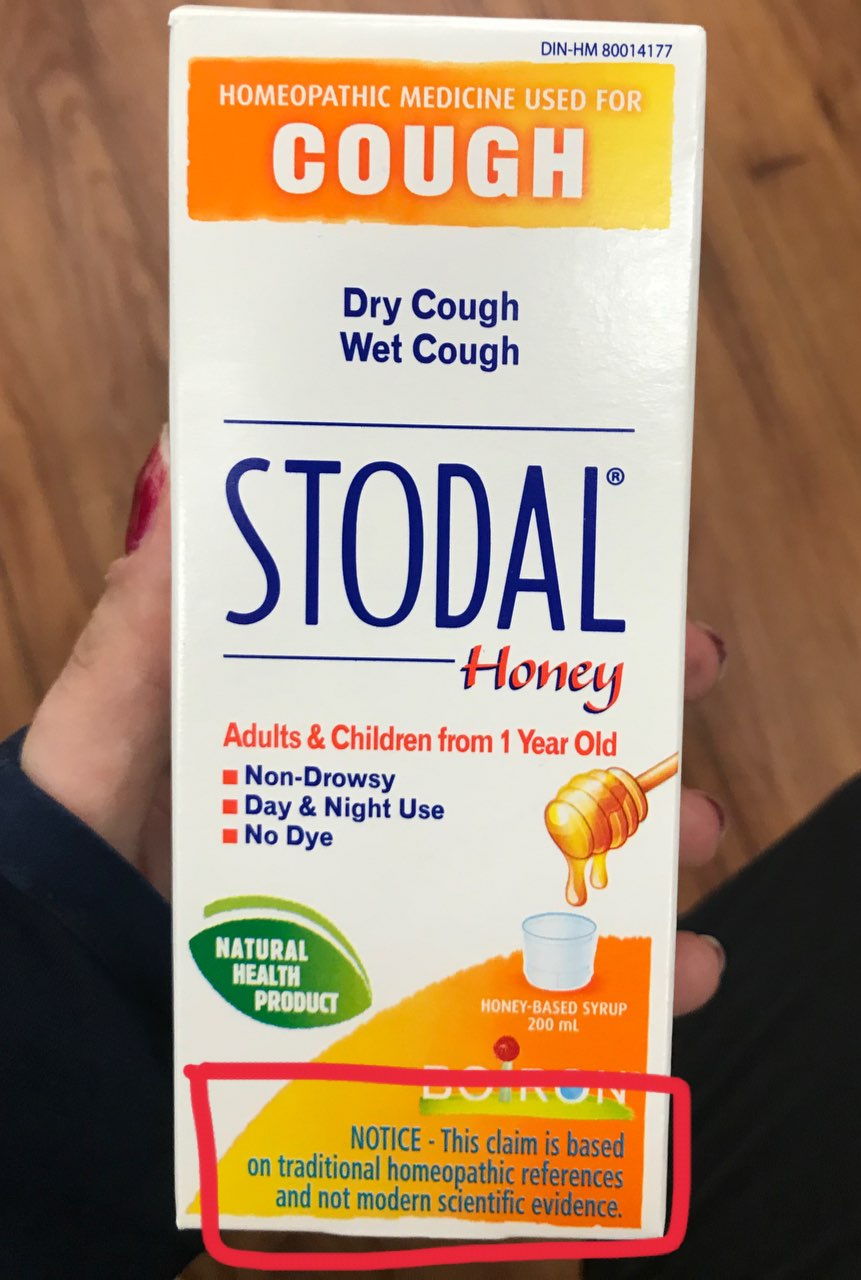 DIN-HM 80014177
HOMEOPATHIC MEDICINE USED FOR
COUGH
Dry Cough
Wet Cough
STODAL®
Honey
Adults & Children from 1 Year Old
Non-Drowsy
Day & Night Use
No Dye
NATURAL
HEALTH
PRODUCT
HONEY-BASED SYRUP
200 mL
BOIRON
NOTICE - This claim is based
on traditional homeopathic references
and not modern scientific evidence.